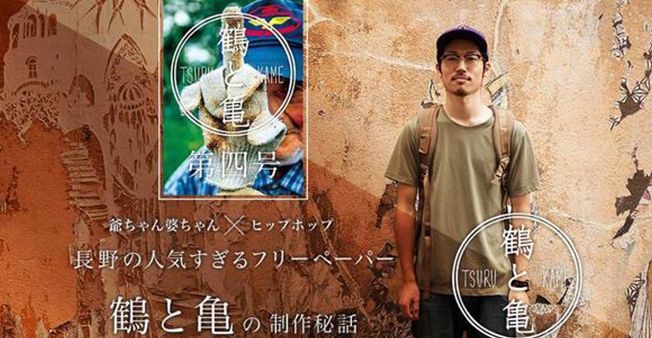 鶴と亀
TSURU KAME
第四号
爺ちゃん婆ちゃん×ヒップホップ
長野の人気すぎるフリーペーパー
鶴と亀の制作秘話
鶴と亀
TSURU KAME